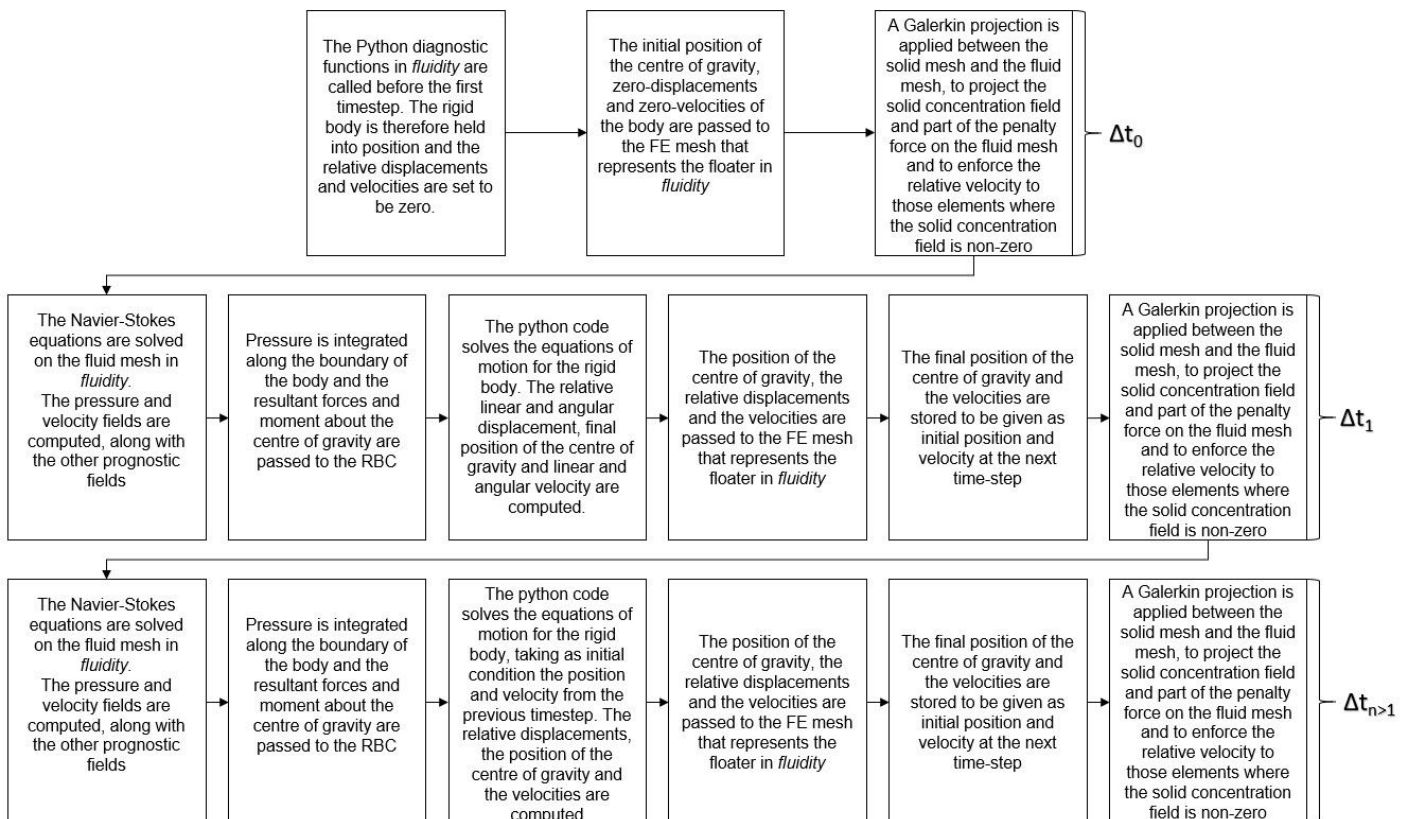 The Python diagnostic
functions in fluidity are
called before the first
timestep. The rigid
body is therefore held
into position and the
relative displacements
and velocities are set to
be zero.
The initial position of
the centre of gravity,
zero-displacements
and zero-velocities of
the body are passed to
the FE mesh that
represents the floater in
fluidity
A Galerkin projection is
applied between the
solid mesh and the fluid
mesh, to project the
solid concentration field
and part of the penalty
force on the fluid mesh
and to enforce the
relative velocity to
those elements where
the solid concentration
field is non-zero
Δt₀
The Navier-Stokes
equations are solved
on the fluid mesh in
fluidity.
The pressure and
velocity fields are
computed, along with
the other prognostic
fields
Pressure is integrated
along the boundary of
the body and the
resultant forces and
moment about the
centre of gravity are
passed to the RBC
The python code
solves the equations of
motion for the rigid
body. The relative
linear and angular
displacement, final
position of the centre of
gravity and linear and
angular velocity are
computed.
The position of the
centre of gravity, the
relative displacements
and the velocities are
passed to the FE mesh
that represents the
floater in fluidity
The final position of the
centre of gravity and
the velocities are
stored to be given as
initial position and
velocity at the next
time-step
A Galerkin projection is
applied between the
solid mesh and the fluid
mesh, to project the
solid concentration field
and part of the penalty
force on the fluid mesh
and to enforce the
relative velocity to
those elements where
the solid concentration
field is non-zero
Δt₁
The Navier-Stokes
equations are solved
on the fluid mesh in
fluidity.
The pressure and
velocity fields are
computed, along with
the other prognostic
fields
Pressure is integrated
along the boundary of
the body and the
resultant forces and
moment about the
centre of gravity are
passed to the RBC
The python code
solves the equations of
motion for the rigid
body, taking as initial
condition the position
and velocity from the
previous timestep. The
relative displacements,
the position of the
centre of gravity and
the velocities are
computed
The position of the
centre of gravity, the
relative displacements
and the velocities are
passed to the FE mesh
that represents the
floater in fluidity
The final position of the
centre of gravity and
the velocities are
stored to be given as
initial position and
velocity at the next
time-step
A Galerkin projection is
applied between the
solid mesh and the fluid
mesh, to project the
solid concentration field
and part of the penalty
force on the fluid mesh
and to enforce the
relative velocity to
those elements where
the solid concentration
field is non-zero
Δtₙ>₁